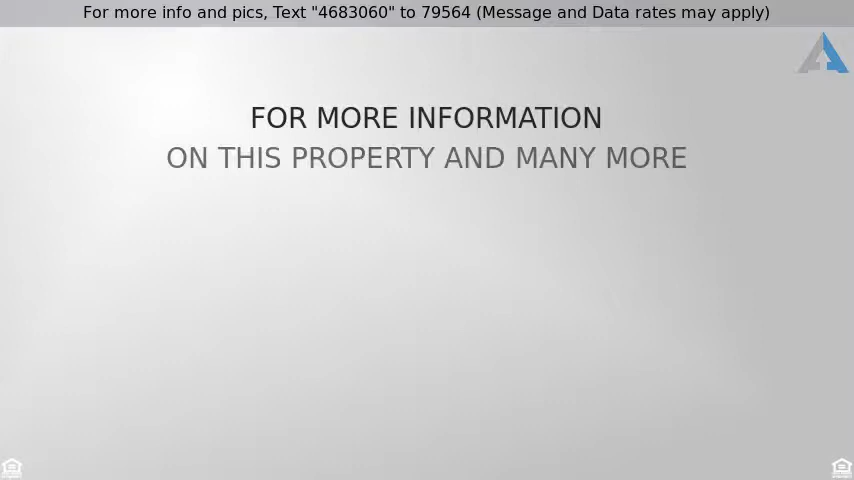 For more info and pics, Text "4683060" to 79564 (Message and Data rates may apply)
FOR MORE INFORMATION
ON THIS PROPERTY AND MANY MORE